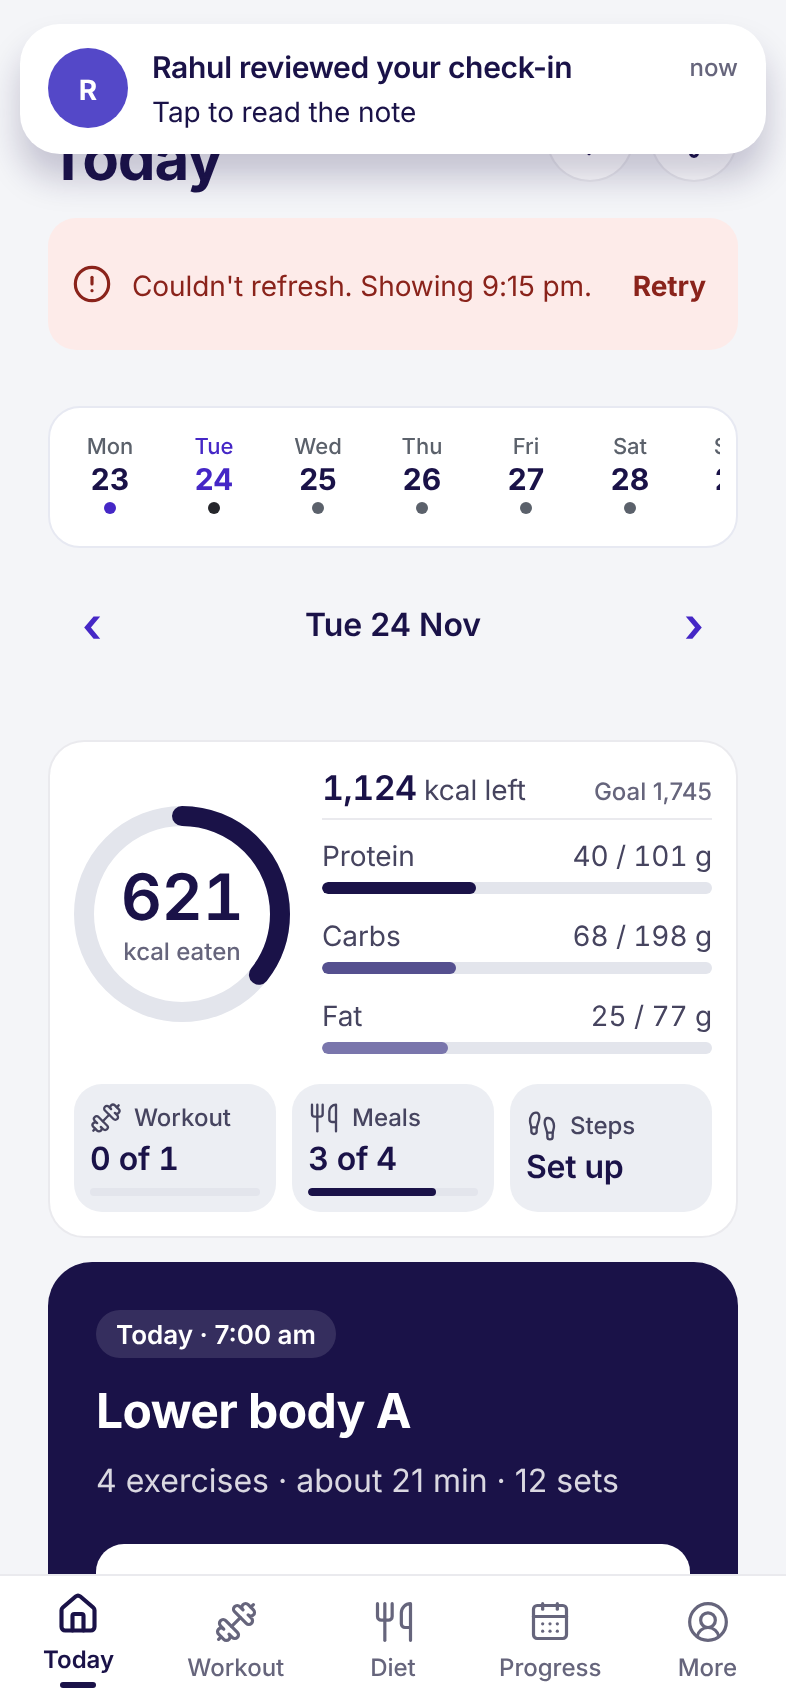 R
Rahul reviewed your check-in
now
Tap to read the note
Today
Couldn't refresh. Showing 9:15 pm.
Retry
Mon Tue Wed Thu Fri Sat
23 24 25 26 27 28
‹ Tue 24 Nov ›
1,124 kcal left
Goal 1,745
621
kcal eaten
Protein 40 / 101 g
Carbs 68 / 198 g
Fat 25 / 77 g
Workout
0 of 1
Meals
3 of 4
Steps
Set up
Today · 7:00 am
Lower body A
4 exercises · about 21 min · 12 sets
Today Workout Diet Progress More